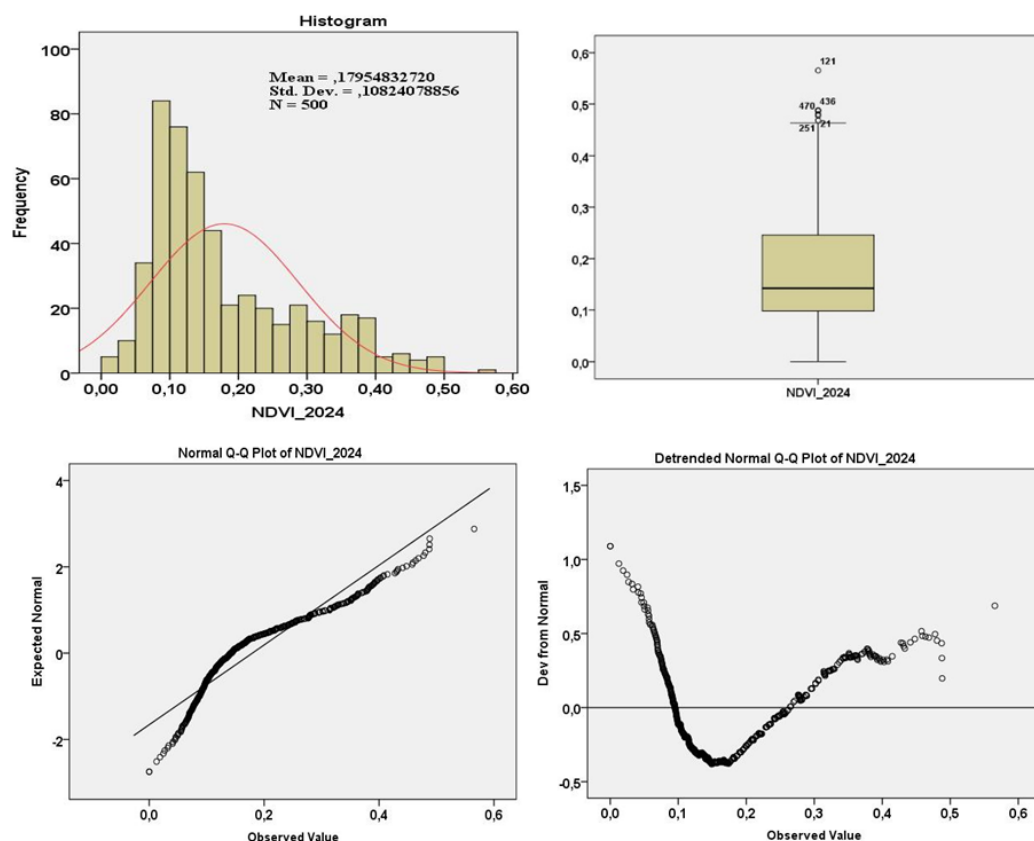 Histogram
Mean = ,17954832720
Std. Dev. = ,10824078856
N = 500
100
80
60
40
20
0
Frequency
0,00 0,10 0,20 0,30 0,40 0,50 0,60
NDVI_2024
0,6
0,5
0,4
0,3
0,2
0,1
0,0
121
470 436
251 21
NDVI_2024
Normal Q-Q Plot of NDVI_2024
4
2
0
-2
Expected Normal
0,0 0,2 0,4 0,6
Observed Value
Detrended Normal Q-Q Plot of NDVI_2024
1,5
1,0
0,5
0,0
-0,5
Dev from Normal
0,0 0,1 0,2 0,3 0,4 0,5 0,6
Observed Value